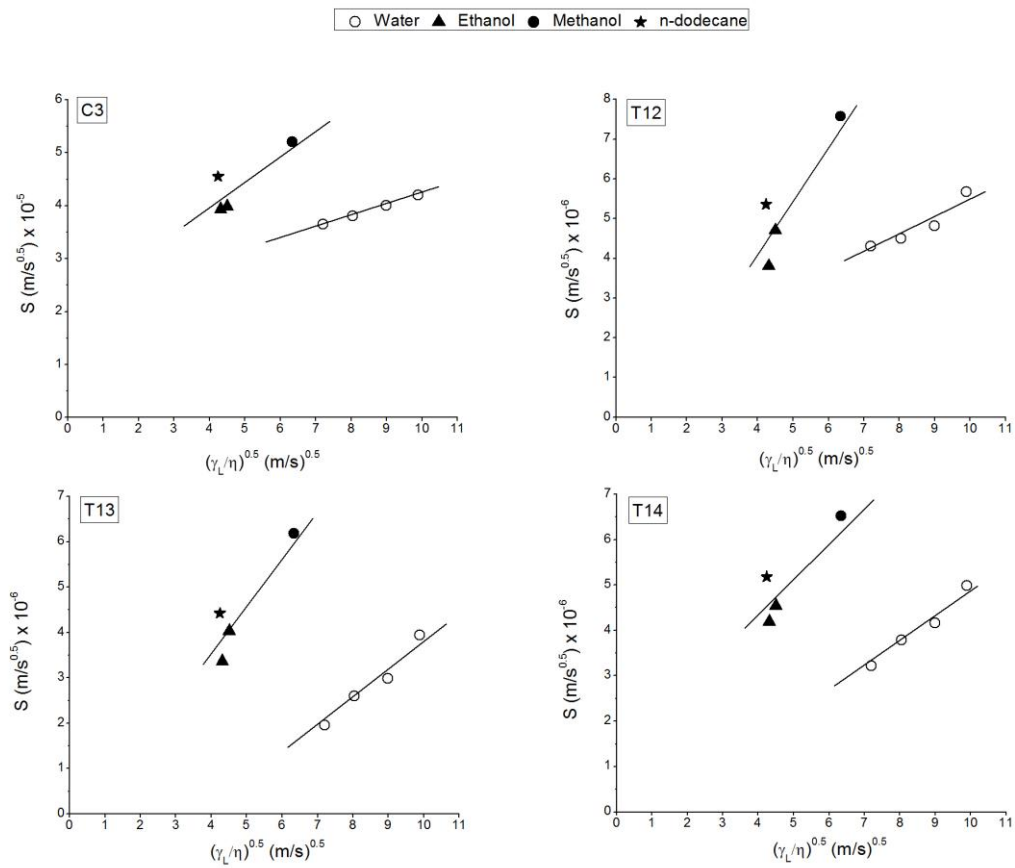 Water Ethanol Methanol n-dodecane
C3
6
5
4
3
2
1
0
S (m/s^0.5) x 10^-5
0 1 2 3 4 5 6 7 8 9 10 11
(γ_L/η)^0.5 (m/s)^0.5
T12
8
7
6
5
4
3
2
1
0
S (m/s^0.5) x 10^-6
0 1 2 3 4 5 6 7 8 9 10 11
(γ_L/η)^0.5 (m/s)^0.5
T13
7
6
5
4
3
2
1
0
S (m/s^0.5) x 10^-6
0 1 2 3 4 5 6 7 8 9 10 11
(γ_L/η)^0.5 (m/s)^0.5
T14
7
6
5
4
3
2
1
0
S (m/s^0.5) x 10^-6
0 1 2 3 4 5 6 7 8 9 10 11
(γ_L/η)^0.5 (m/s)^0.5